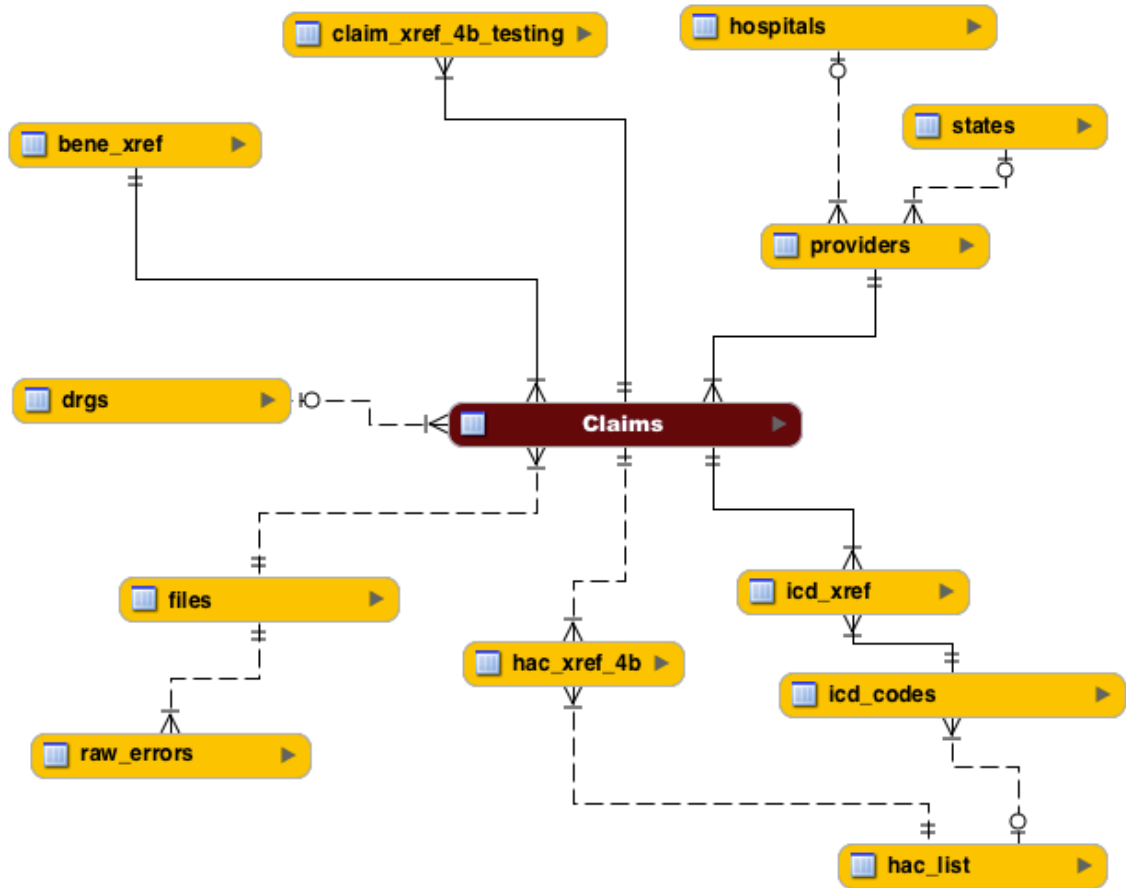 claim_xref_4b_testing
hospitals
states
bene_xref
providers
drgs
Claims
files
icd_xref
hac_xref_4b
icd_codes
raw_errors
hac_list